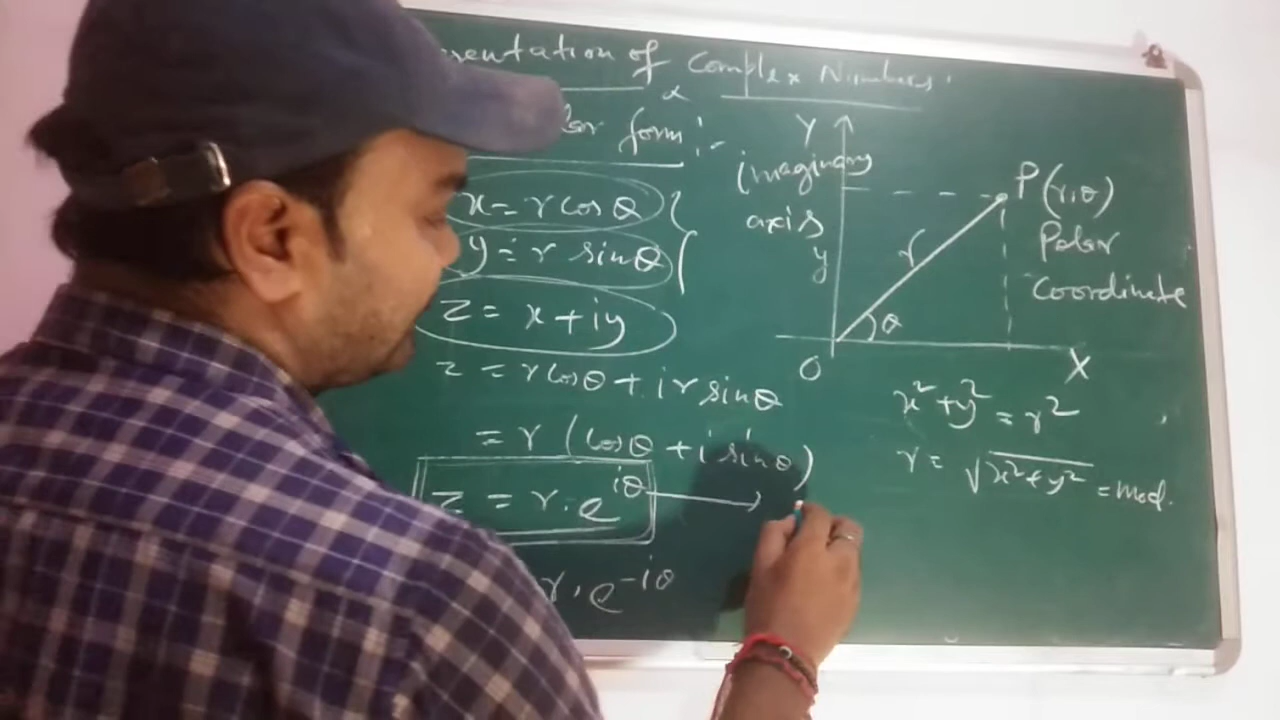 of Complex Numbers.
form:-
x = r cos θ
y = r sin θ
z = x + iy
z = r cos θ + i r sin θ
= r (cos θ + i sin θ)
z = r.e^{iθ} →
r.e^{-iθ}
Y
imaginary
axis
y
P(r,θ)
Polar
Coordinate
r
θ
O
X
x² + y² = r²
r = √(x² + y²) = mod.